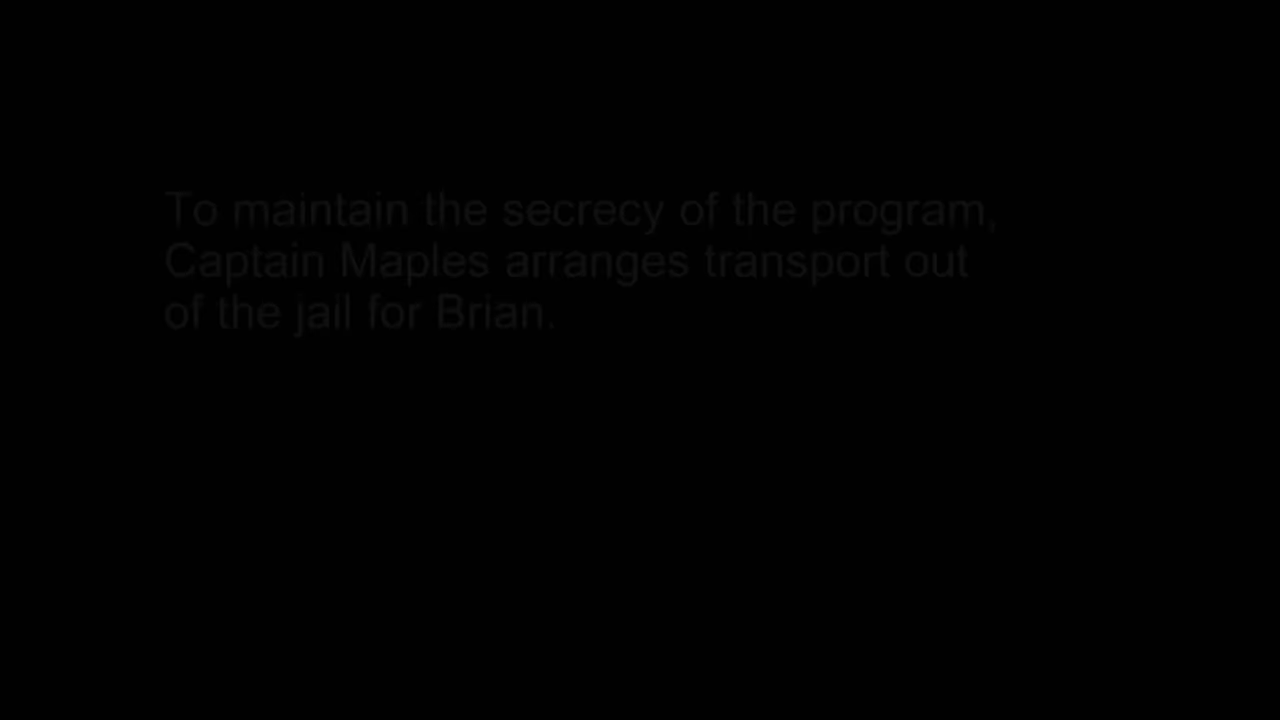 To maintain the secrecy of the program,
Captain Maples arranges transport out
of the jail for Brian.